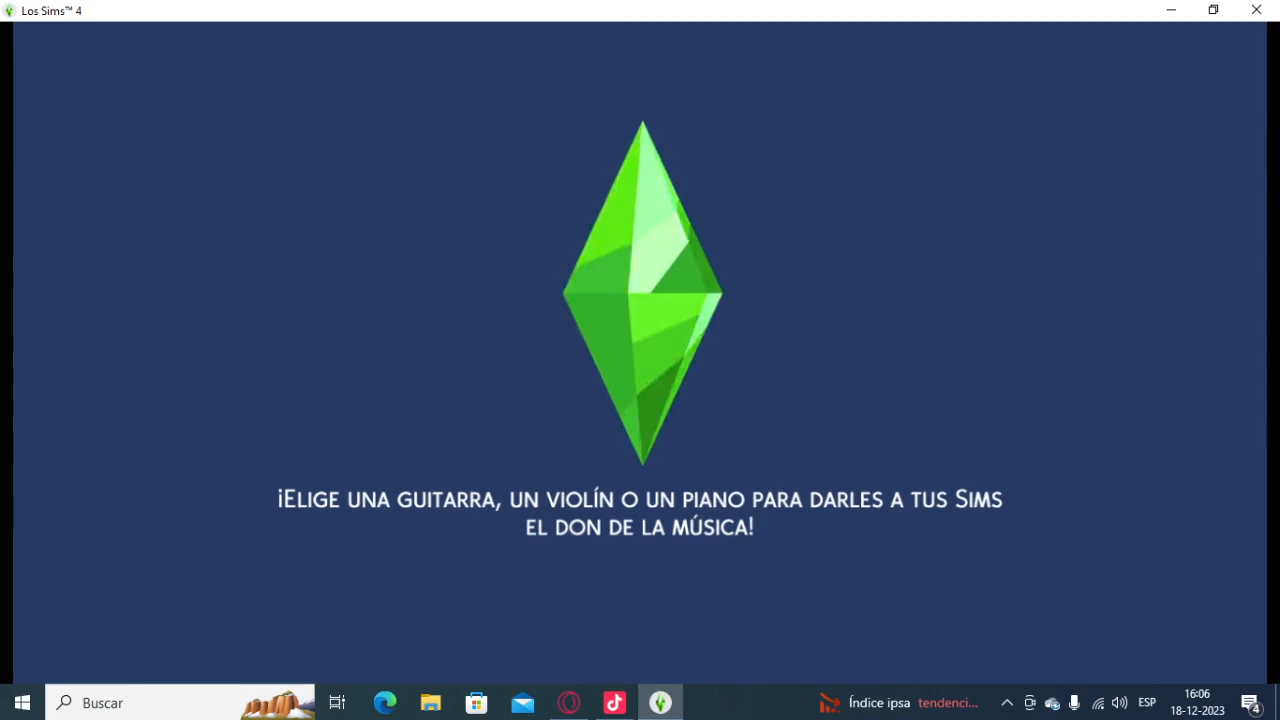 Los Sims™ 4
¡ELIGE UNA GUITARRA, UN VIOLÍN O UN PIANO PARA DARLES A TUS SIMS
EL DON DE LA MÚSICA!
Buscar
Índice ipsa tendenci...
ESP
16:06
18-12-2023
4